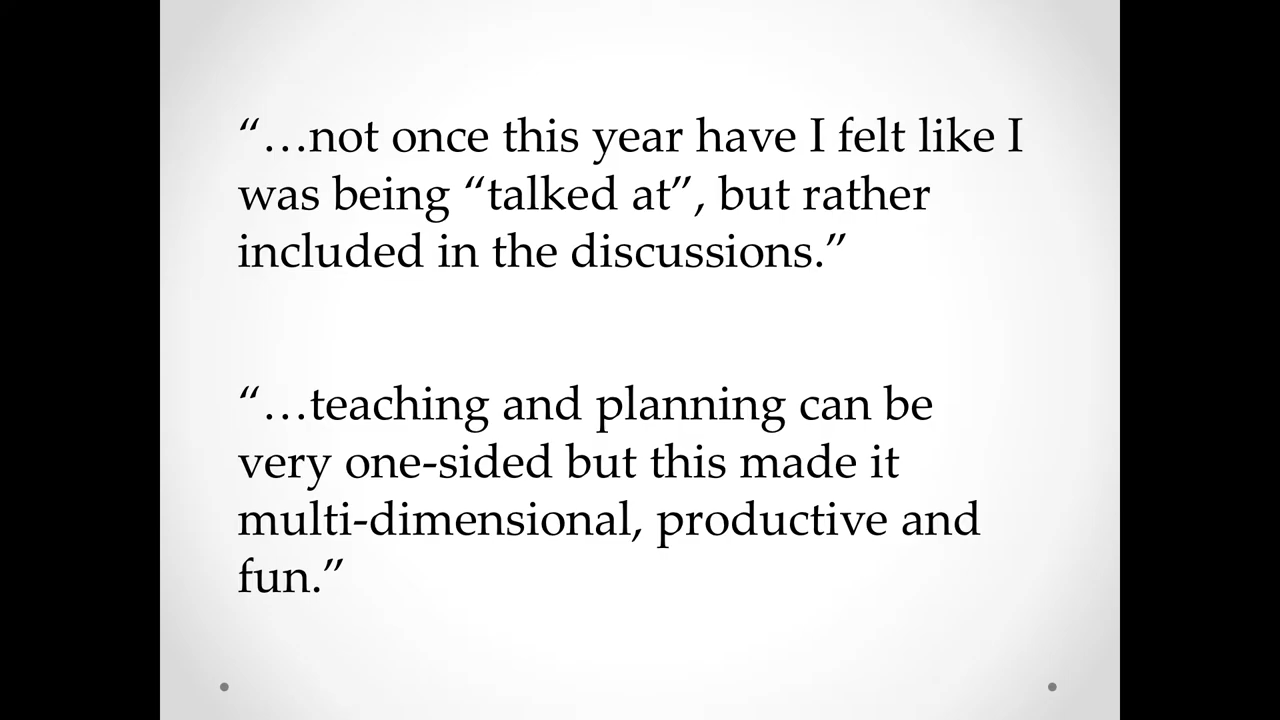 “…not once this year have I felt like I
was being “talked at”, but rather
included in the discussions.”
“…teaching and planning can be
very one-sided but this made it
multi-dimensional, productive and
fun.”